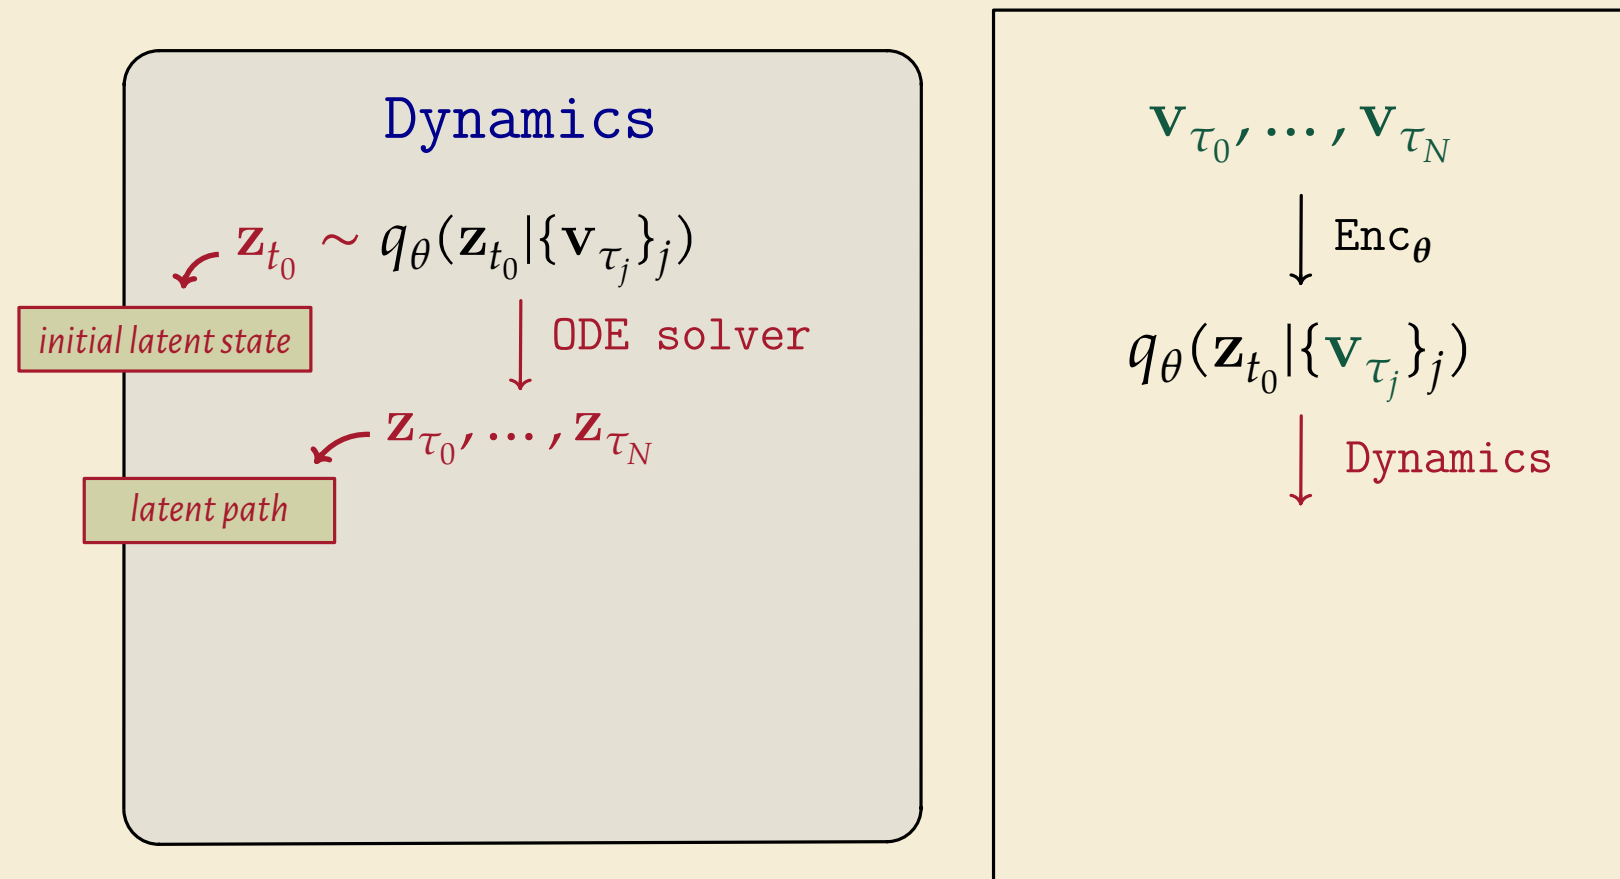 Dynamics
𝐳_{t_0} ∼ q_θ(𝐳_{t_0}|{𝐯_{τ_j}}_j)
initial latent state
ODE solver
𝐳_{τ_0}, … , 𝐳_{τ_N}
latent path
𝐯_{τ_0}, … , 𝐯_{τ_N}
Enc_θ
q_θ(𝐳_{t_0}|{𝐯_{τ_j}}_j)
Dynamics